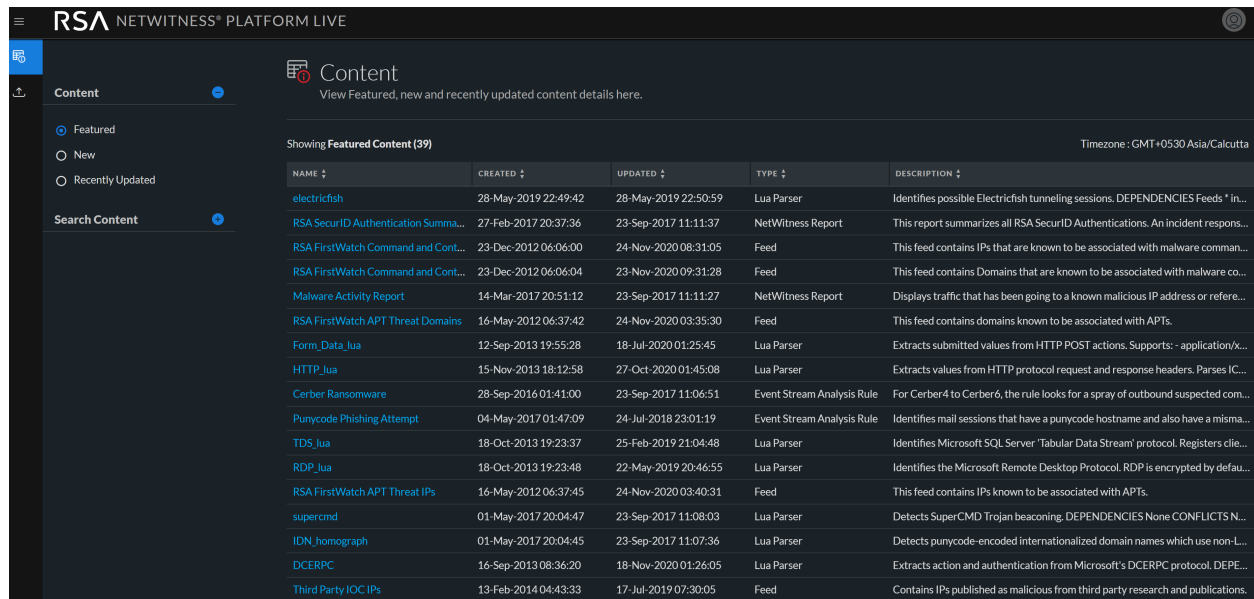 RSA NETWITNESS® PLATFORM LIVE
Content
Featured
New
Recently Updated
Search Content
Content
View Featured, new and recently updated content details here.
Showing Featured Content (39) Timezone : GMT+0530 Asia/Calcutta
NAME CREATED UPDATED TYPE DESCRIPTION
electricfish 28-May-2019 22:49:42 28-May-2019 22:50:59 Lua Parser Identifies possible Electricfish tunneling sessions. DEPENDENCIES Feeds * in...
RSA SecurID Authentication Summa... 27-Feb-2017 20:37:36 23-Sep-2017 11:11:37 NetWitness Report This report summarizes all RSA SecurID Authentications. An incident respons...
RSA FirstWatch Command and Cont... 23-Dec-2012 06:06:00 24-Nov-2020 08:31:05 Feed This feed contains IPs that are known to be associated with malware comman...
RSA FirstWatch Command and Cont... 23-Dec-2012 06:06:04 23-Nov-2020 09:31:28 Feed This feed contains Domains that are known to be associated with malware co...
Malware Activity Report 14-Mar-2017 20:51:12 23-Sep-2017 11:11:27 NetWitness Report Displays traffic that has been going to a known malicious IP address or refere...
RSA FirstWatch APT Threat Domains 16-May-2012 06:37:42 24-Nov-2020 03:35:30 Feed This feed contains domains known to be associated with APTs.
Form_Data_lua 12-Sep-2013 19:55:28 18-Jul-2020 01:25:45 Lua Parser Extracts submitted values from HTTP POST actions. Supports: - application/x...
HTTP_lua 15-Nov-2013 18:12:58 27-Oct-2020 01:45:08 Lua Parser Extracts values from HTTP protocol request and response headers. Parses IC...
Cerber Ransomware 28-Sep-2016 01:41:00 23-Sep-2017 11:06:51 Event Stream Analysis Rule For Cerber4 to Cerber6, the rule looks for a spray of outbound suspected com...
Punycode Phishing Attempt 04-May-2017 01:47:09 24-Jul-2018 23:01:19 Event Stream Analysis Rule Identifies mail sessions that have a punycode hostname and also have a misma...
TDS_lua 18-Oct-2013 19:23:37 25-Feb-2019 21:04:48 Lua Parser Identifies Microsoft SQL Server 'Tabular Data Stream' protocol. Registers clie...
RDP_lua 18-Oct-2013 19:23:48 22-May-2019 20:46:55 Lua Parser Identifies the Microsoft Remote Desktop Protocol. RDP is encrypted by defau...
RSA FirstWatch APT Threat IPs 16-May-2012 06:37:45 24-Nov-2020 03:40:31 Feed This feed contains IPs known to be associated with APTs.
supercmd 01-May-2017 20:04:47 23-Sep-2017 11:08:03 Lua Parser Detects SuperCMD Trojan beaconing. DEPENDENCIES None CONFLICTS N...
IDN_homograph 01-May-2017 20:04:45 23-Sep-2017 11:07:36 Lua Parser Detects punycode-encoded internationalized domain names which use non-L...
DCERPC 16-Sep-2013 08:36:20 18-Nov-2020 01:26:05 Lua Parser Extracts action and authentication from Microsoft's DCERPC protocol. DEPE...
Third Party IOC IPs 13-Feb-2014 04:43:33 17-Jul-2019 07:30:05 Feed Contains IPs published as malicious from third party research and publications.